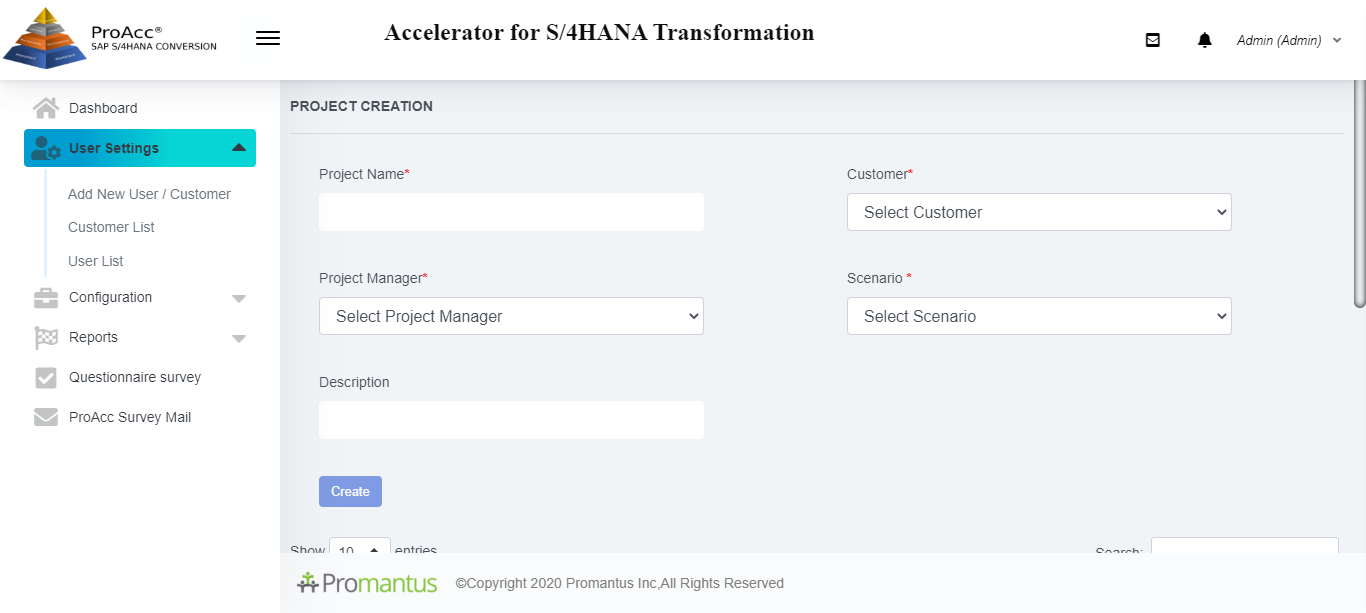 ProAcc®
SAP S/4HANA CONVERSION
Accelerator for S/4HANA Transformation
Admin (Admin)
Dashboard
User Settings
Add New User / Customer
Customer List
User List
Configuration
Reports
Questionnaire survey
ProAcc Survey Mail
PROJECT CREATION
Project Name*
Customer*
Select Customer
Project Manager*
Scenario *
Select Project Manager
Select Scenario
Description
Create
Show 10 entries
Search:
Promantus ©Copyright 2020 Promantus Inc,All Rights Reserved